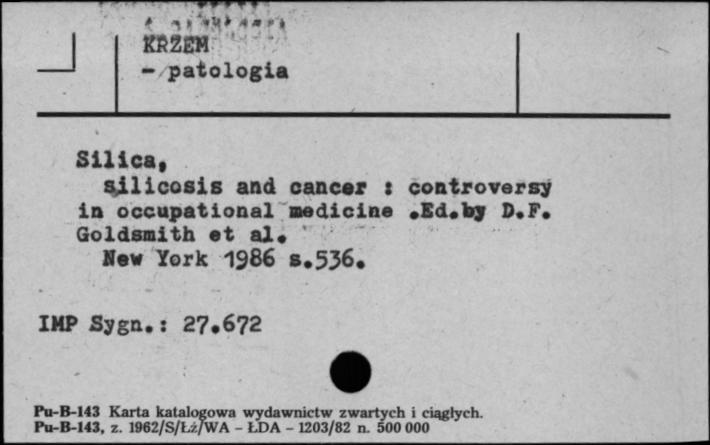 KRZEM
- patologia
Silica,
silicosis and cancer : controversy
in occupational medicine .Ed.by D.F.
Goldsmith et al.
New York 1986 s.536.
IMP Sygn.: 27.672
Pu-B-143 Karta katalogowa wydawnictw zwartych i ciągłych.
Pu-B-143, z. 1962/S/Łż/WA – ŁDA – 1203/82 n. 500 000